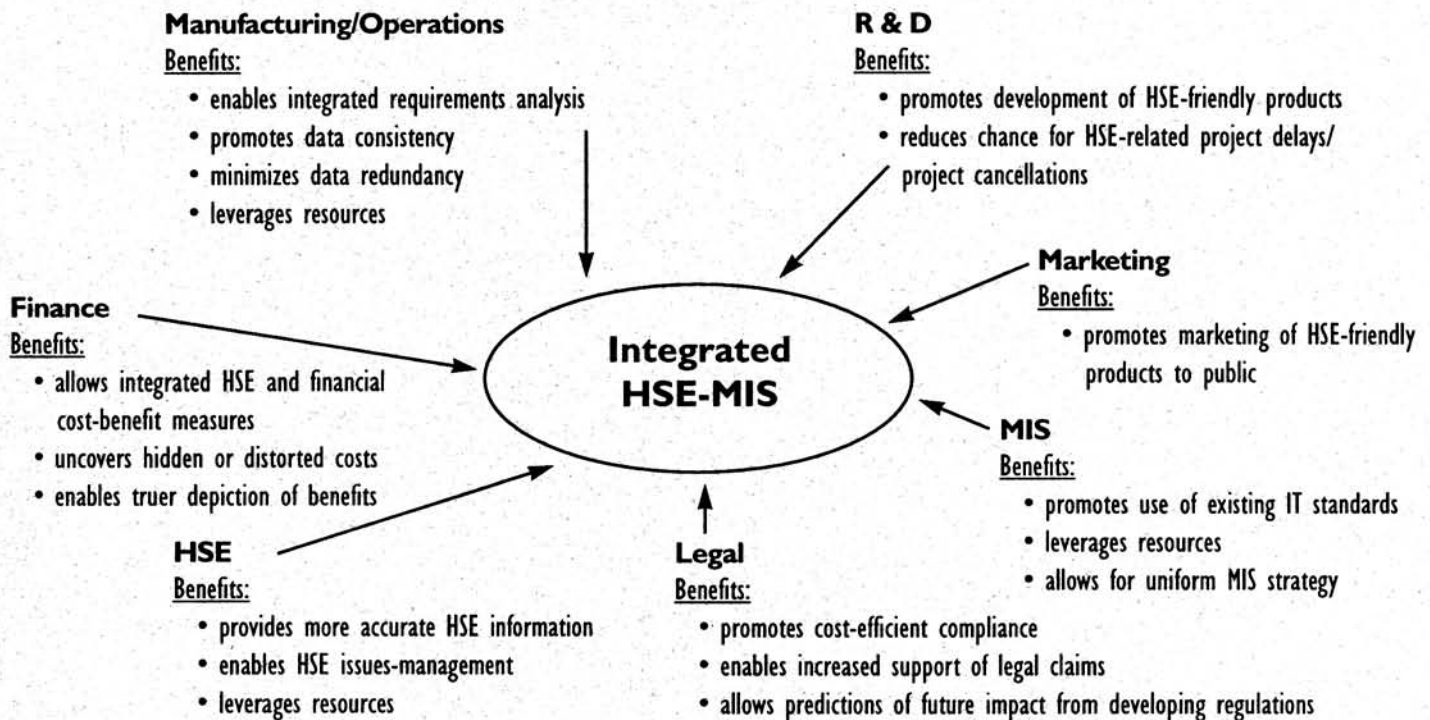 Manufacturing/Operations
Benefits:
• enables integrated requirements analysis
• promotes data consistency
• minimizes data redundancy
• leverages resources
R & D
Benefits:
• promotes development of HSE-friendly products
• reduces chance for HSE-related project delays/
project cancellations
Marketing
Benefits:
• promotes marketing of HSE-friendly
products to public
Finance
Benefits:
• allows integrated HSE and financial
cost-benefit measures
• uncovers hidden or distorted costs
• enables truer depiction of benefits
Integrated
HSE-MIS
MIS
Benefits:
• promotes use of existing IT standards
• leverages resources
• allows for uniform MIS strategy
HSE
Benefits:
• provides more accurate HSE information
• enables HSE issues-management
• leverages resources
Legal
Benefits:
• promotes cost-efficient compliance
• enables increased support of legal claims
• allows predictions of future impact from developing regulations